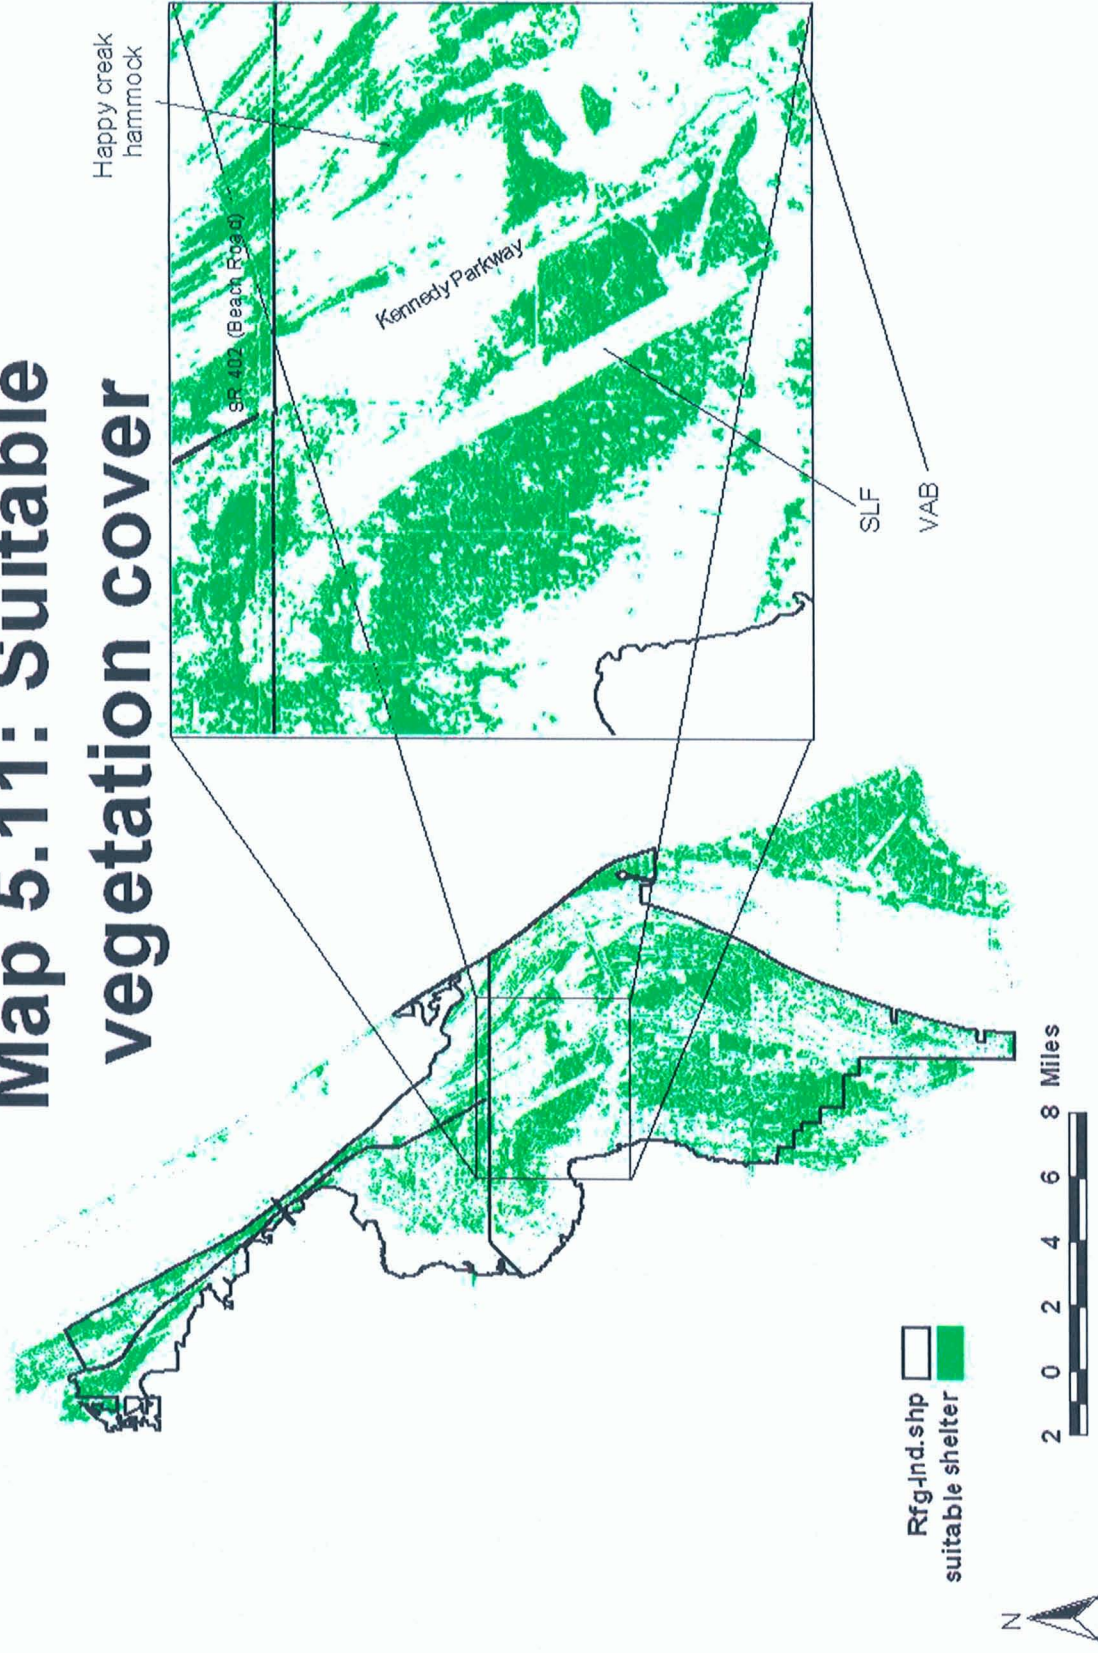 Map 5.11: Suitable
vegetation cover
Happy creak
hammock
SR 402 (Beach Road)
Kennedy Parkway
SLF
VAB
Rfg-lnd.shp
suitable shelter
2 0 2 4 6 8 Miles
N